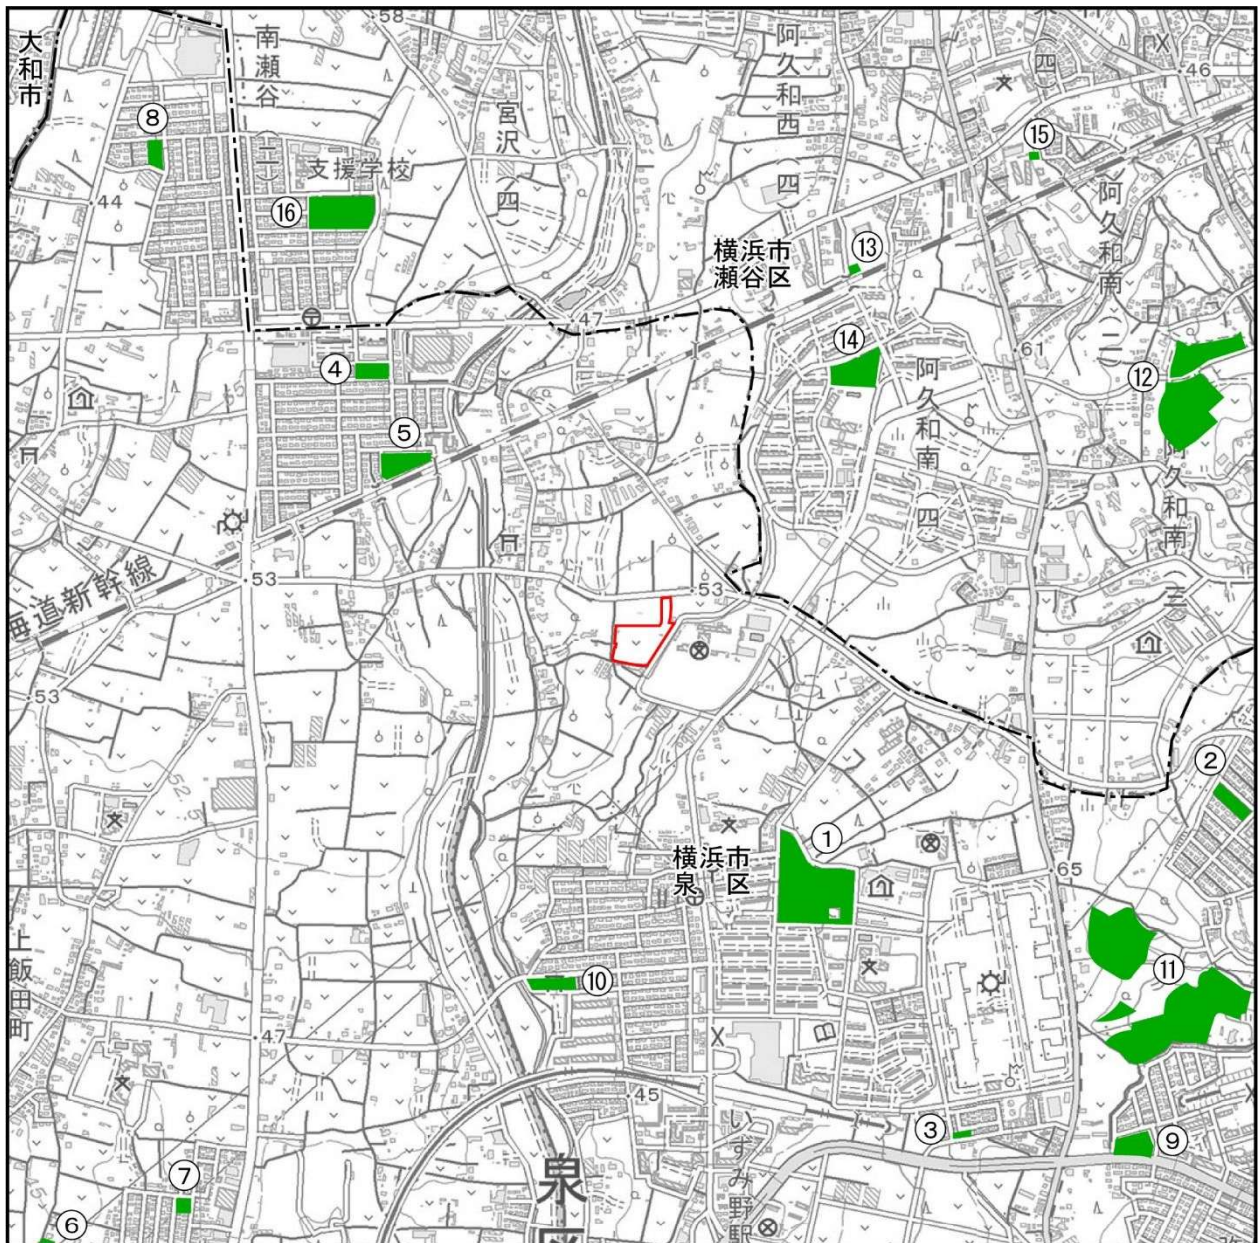 大和市
南瀬谷(二)
58
宮沢(四)
阿久和西(四)
(四)
46
⑧
⑮
支援学校
44
⑯
阿久和南(二)
横浜市
瀬谷区
⑬
47
⑭
61
④
⑫
阿久和南(四)
⑤
阿久和南(三)
海道新幹線
53
53
53
②
①
横浜市
泉区
65
上飯田町
⑩
⑪
47
45
いずみ野駅
③
⑨
⑦
泉区
⑥